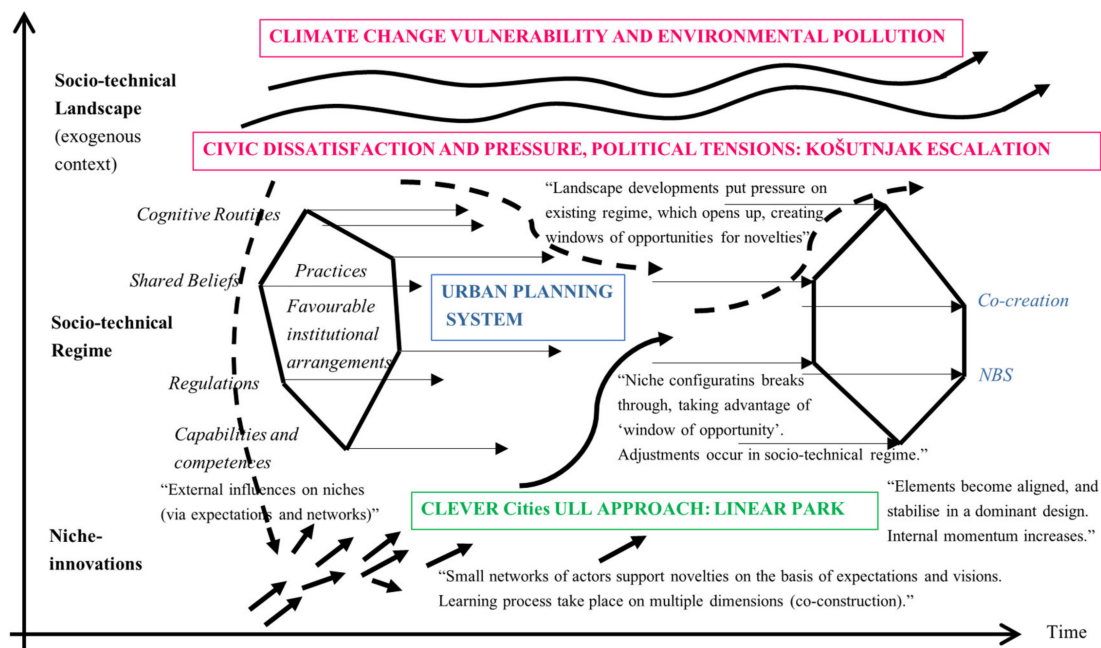 CLIMATE CHANGE VULNERABILITY AND ENVIRONMENTAL POLLUTION
Socio-technical
Landscape
(exogenous
context)
CIVIC DISSATISFACTION AND PRESSURE, POLITICAL TENSIONS: KOŠUTNJAK ESCALATION
“Landscape developments put pressure on
existing regime, which opens up, creating
windows of opportunities for novelties”
Cognitive Routines
Shared Beliefs
Practices
Favourable
institutional
arrangements
URBAN PLANNING
SYSTEM
Co-creation
Socio-technical
Regime
Regulations
NBS
“Niche configuratins breaks
through, taking advantage of
‘window of opportunity’.
Adjustments occur in socio-technical regime.”
Capabilities and
competences
“External influences on niches
(via expectations and networks)”
CLEVER Cities ULL APPROACH: LINEAR PARK
“Elements become aligned, and
stabilise in a dominant design.
Internal momentum increases.”
Niche-
innovations
“Small networks of actors support novelties on the basis of expectations and visions.
Learning process take place on multiple dimensions (co-construction).”
Time